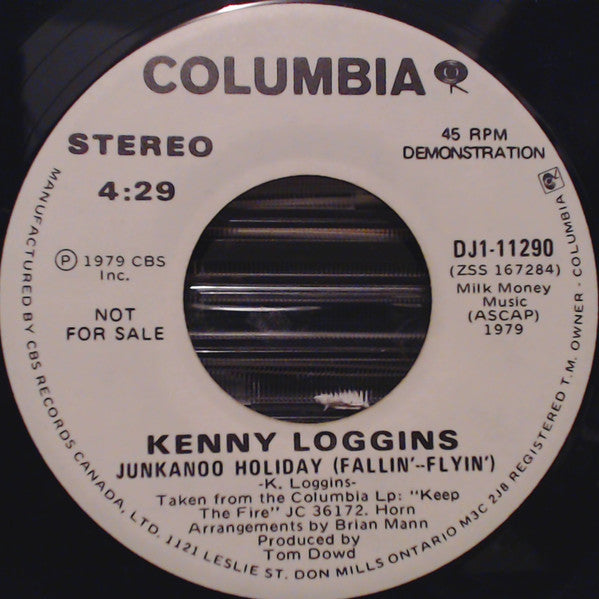 COLUMBIA
STEREO
45 RPM
DEMONSTRATION
4:29
Ⓟ 1979 CBS
Inc.
NOT
FOR SALE
DJ1-11290
(ZSS 167284)
Milk Money
Music
(ASCAP)
1979
KENNY LOGGINS
JUNKANOO HOLIDAY (FALLIN'--FLYIN')
-K. Loggins-
Taken from the Columbia Lp: "Keep
The Fire" JC 36172. Horn
Arrangements by Brian Mann
Produced by
Tom Dowd
MANUFACTURED BY CBS RECORDS CANADA, LTD. 1121 LESLIE ST. DON MILLS ONTARIO M3C 2J8 REGISTERED T.M. OWNER - COLUMBIA